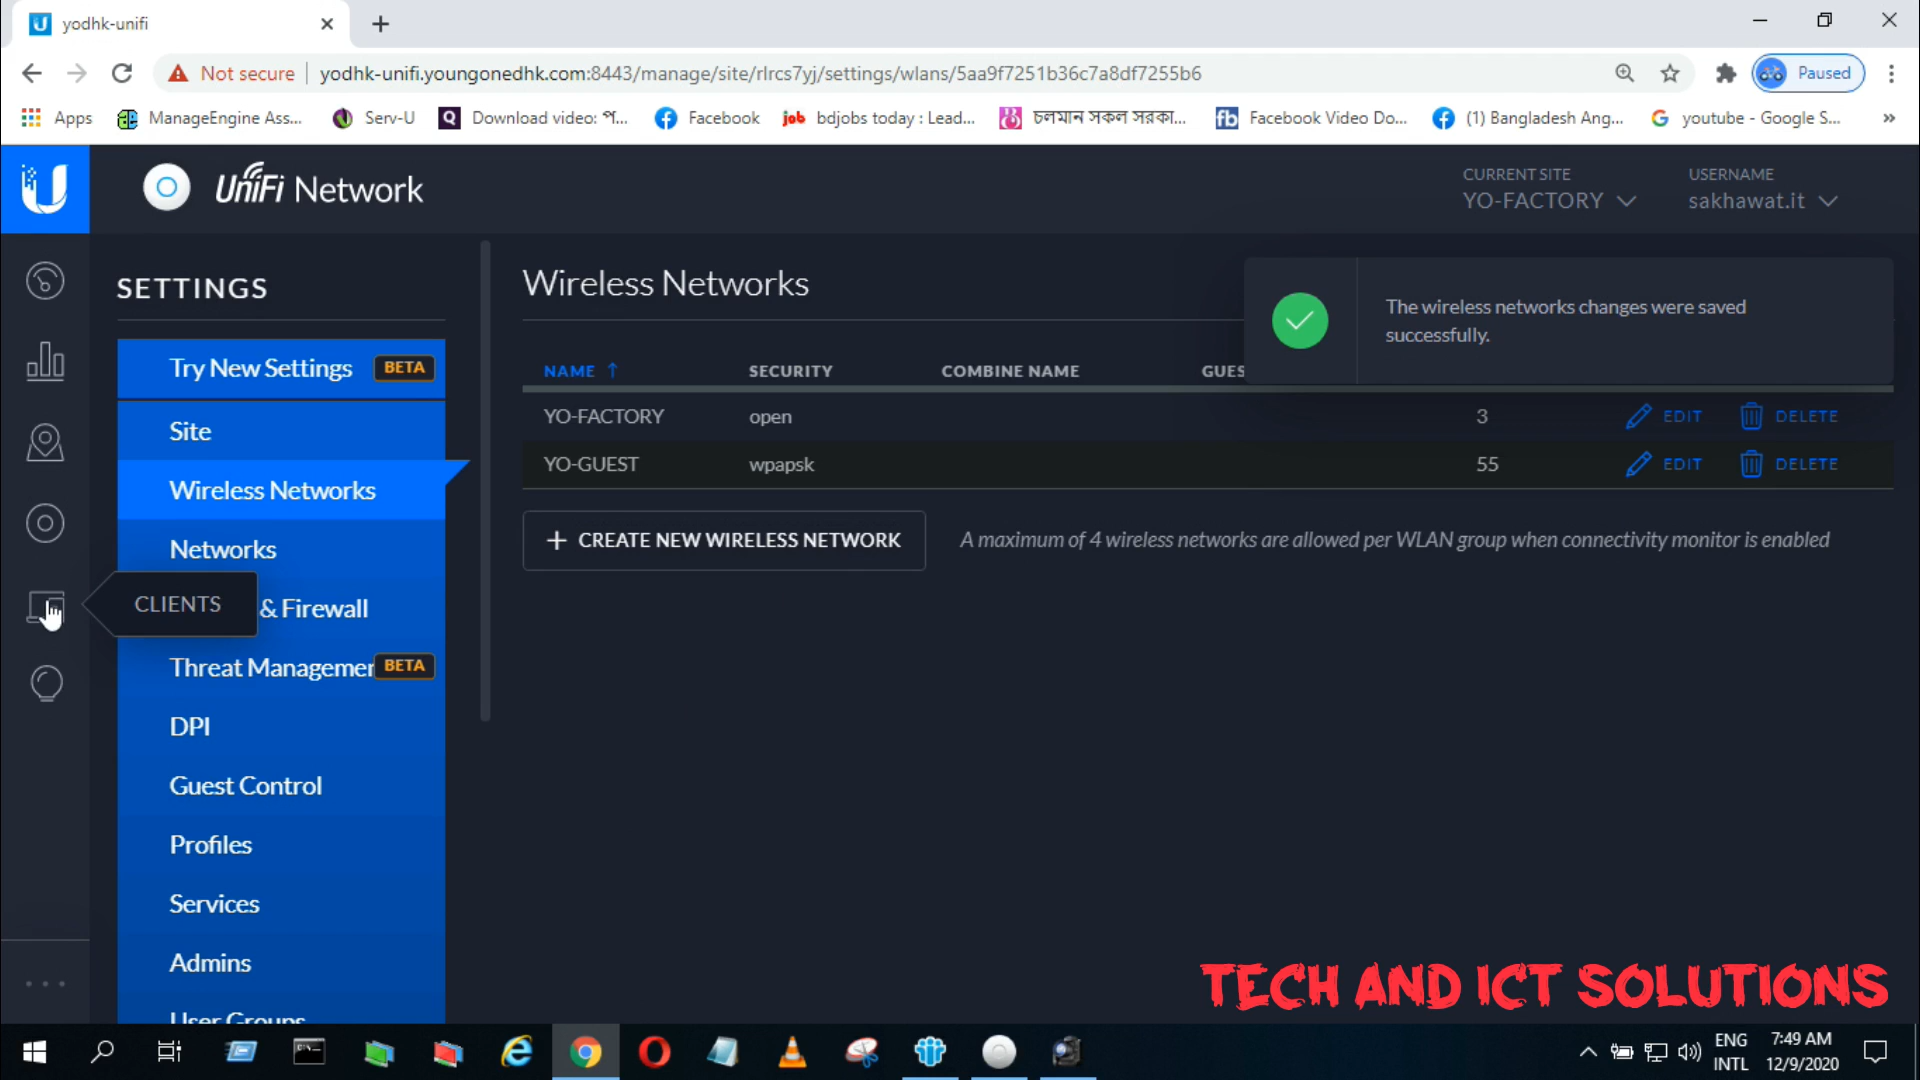 yodhk-unifi
Not secure
yodhk-unifi.youngonedhk.com:8443/manage/site/rlrcs7yj/settings/wlans/5aa9f7251b36c7a8df7255b6
Paused
Apps
ManageEngine Ass...
Serv-U
Download video: প...
Facebook
bdjobs today : Lead...
চলমান সকল সরকা...
Facebook Video Do...
(1) Bangladesh Ang...
youtube - Google S...
»
UniFi Network
CURRENT SITE
YO-FACTORY
USERNAME
sakhawat.it
SETTINGS
Try New Settings BETA
Site
Wireless Networks
Networks
CLIENTS
& Firewall
Threat Managemen BETA
DPI
Guest Control
Profiles
Services
Admins
User Groups
Wireless Networks
The wireless networks changes were saved
successfully.
NAME ↑ SECURITY COMBINE NAME GUES
YO-FACTORY open 3 EDIT DELETE
YO-GUEST wpapsk 55 EDIT DELETE
+ CREATE NEW WIRELESS NETWORK
A maximum of 4 wireless networks are allowed per WLAN group when connectivity monitor is enabled
TECH AND ICT SOLUTIONS
ENG
INTL
7:49 AM
12/9/2020